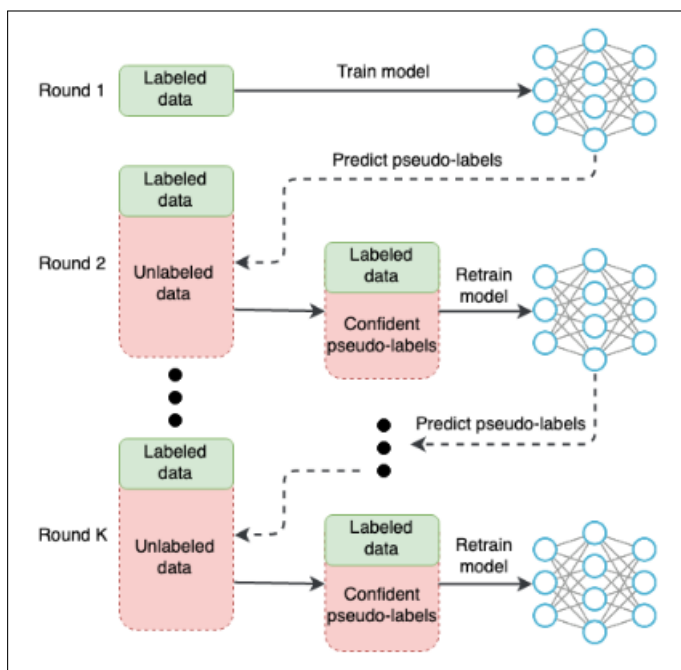 Round 1
Labeled
data
Train model
Predict pseudo-labels
Labeled
data
Round 2
Unlabeled
data
Labeled
data
Confident
pseudo-labels
Retrain
model
Predict pseudo-labels
Labeled
data
Round K
Unlabeled
data
Labeled
data
Confident
pseudo-labels
Retrain
model